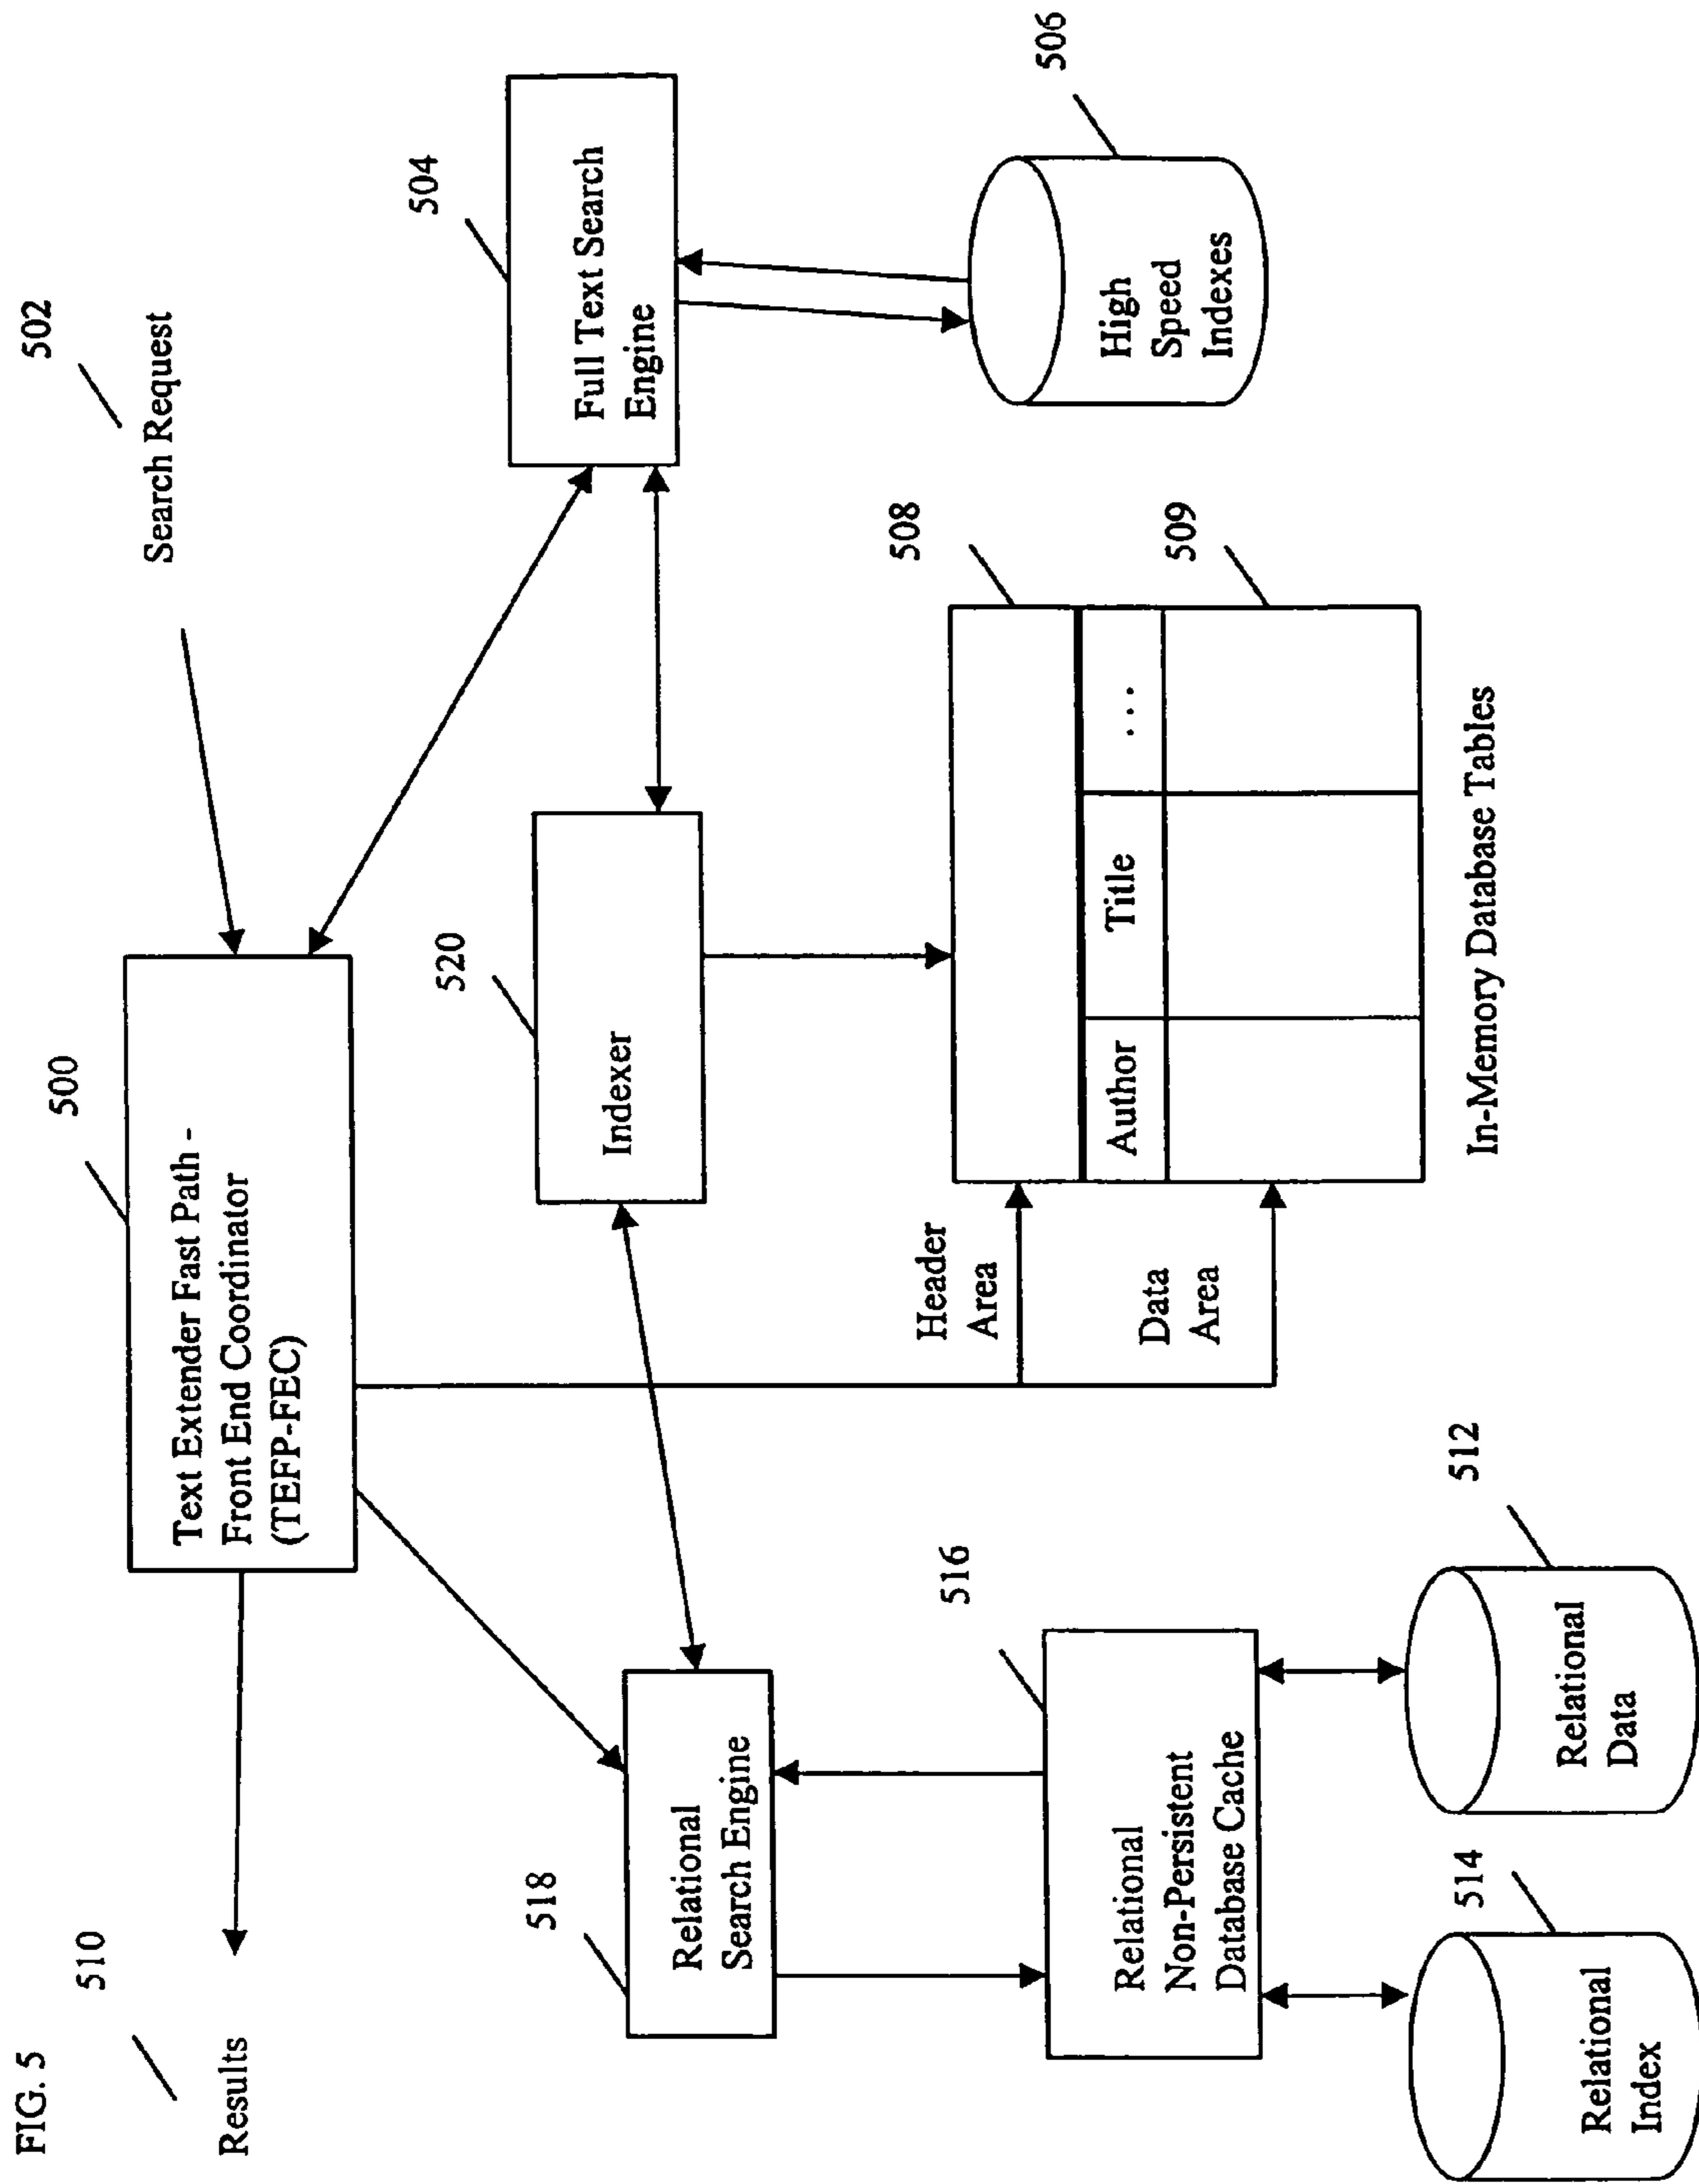 FIG. 5
510
Results
500
Text Extender Fast Path -
Front End Coordinator
(TEFP-FEC)
502
Search Request
504
Full Text Search
Engine
506
High
Speed
Indexes
520
Indexer
508
509
Header
Area
Data
Area
Author
Title
...
In-Memory Database Tables
518
Relational
Search Engine
516
Relational
Non-Persistent
Database Cache
514
Relational
Index
512
Relational
Data